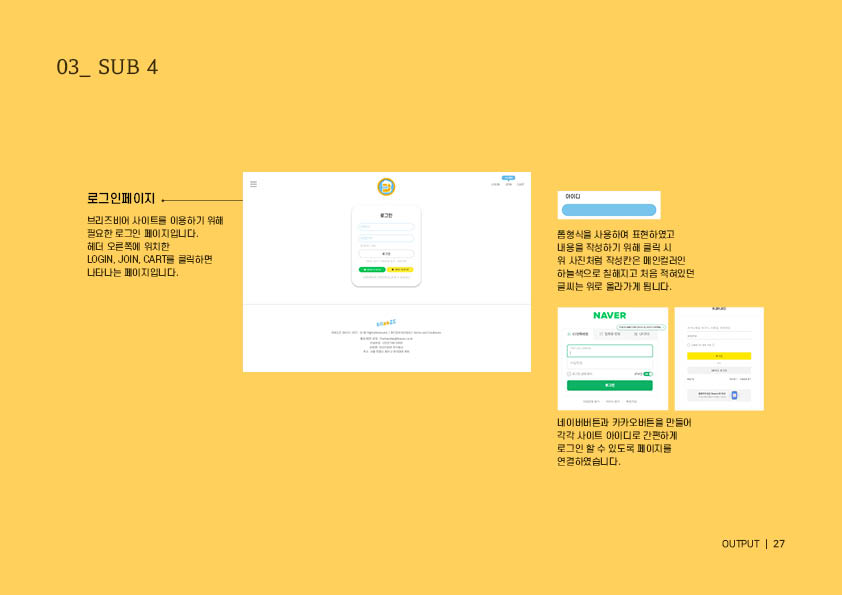 03_ SUB 4
로그인페이지
브리즈비어 사이트를 이용하기 위해
필요한 로그인 페이지입니다.
헤더 오른쪽에 위치한
LOGIN, JOIN, CART를 클릭하면
나타나는 페이지입니다.
LOGIN JOIN CART
로그인
로그인
BREEZE
아이디
폼형식을 사용하여 표현하였고
내용을 작성하기 위해 클릭 시
위 사진처럼 작성칸은 메인컬러인
하늘색으로 칠해지고 처음 적혀있던
글씨는 위로 올라가게 됩니다.
NAVER
로그인
로그인
네이버버튼과 카카오버튼을 만들어
각각 사이트 아이디로 간편하게
로그인 할 수 있도록 페이지를
연결하였습니다.
OUTPUT | 27